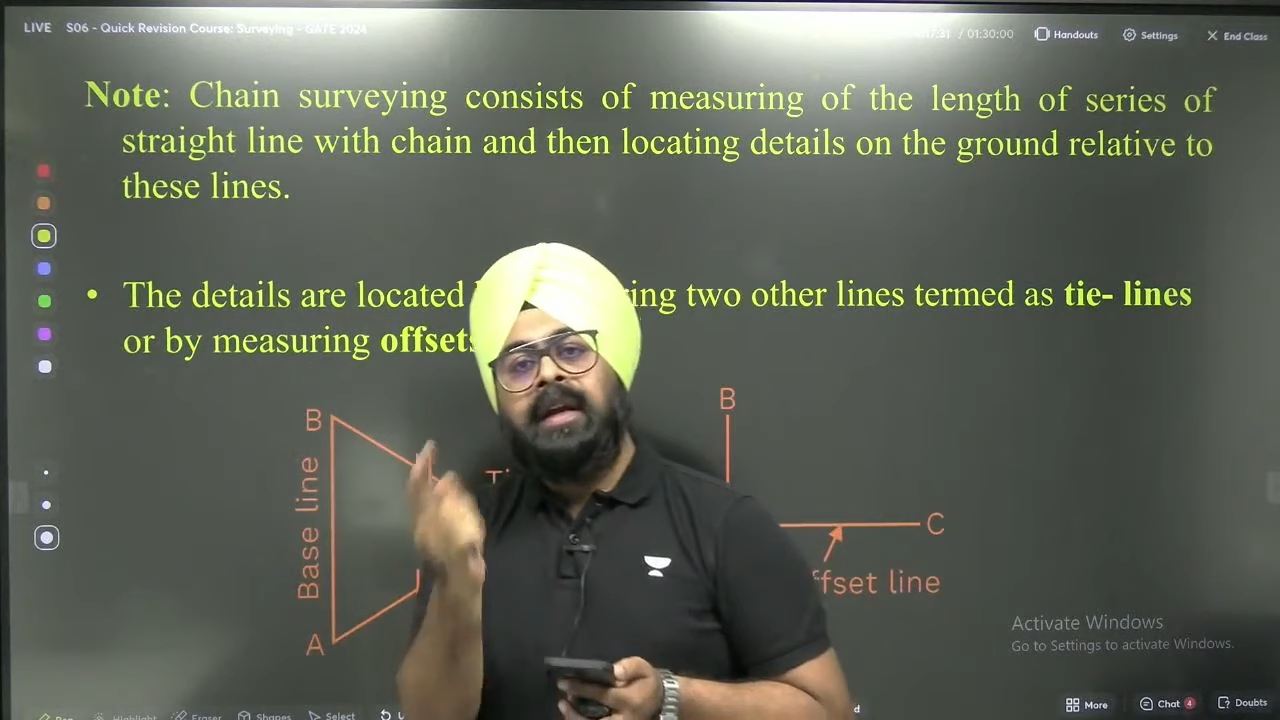 LIVE S06 - Quick Revision Course: Surveying - GATE 2024
/ 01:30:00 Handouts Settings End Class
Note: Chain surveying consists of measuring of the length of series of
straight line with chain and then locating details on the ground relative to
these lines.
• The details are located ring two other lines termed as tie- lines
or by measuring offsets
B
B
Base line
C
ffset line
A
Activate Windows
Go to Settings to activate Windows.
Pen Highlight Eraser Shapes Select
More Chat 4 Doubts